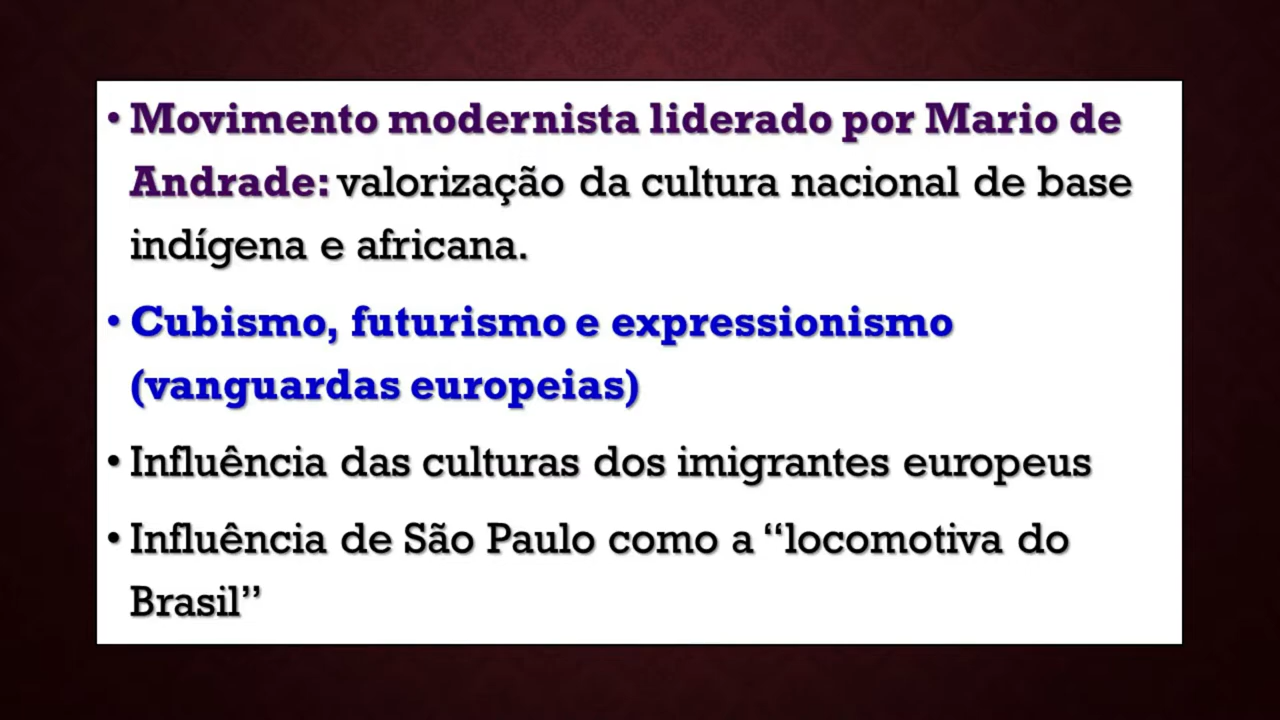 • Movimento modernista liderado por Mario de
Andrade: valorização da cultura nacional de base
indígena e africana.
• Cubismo, futurismo e expressionismo
(vanguardas europeias)
• Influência das culturas dos imigrantes europeus
• Influência de São Paulo como a “locomotiva do
Brasil”